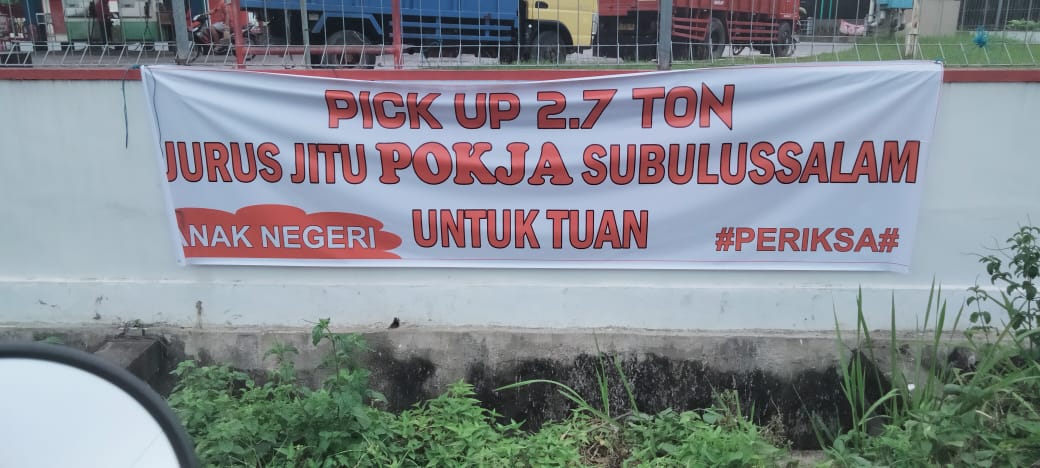 PICK UP 2.7 TON
JURUS JITU POKJA SUBULUSSALAM
UNTUK TUAN
ANAK NEGERI
#PERIKSA#